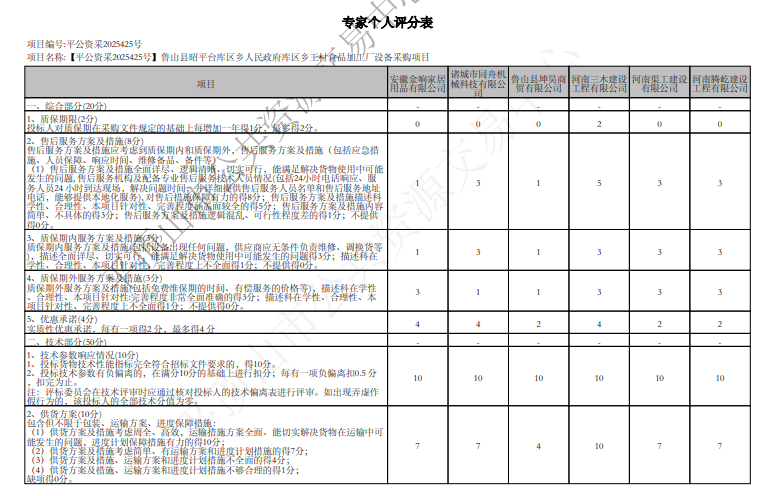 专家个人评分表
项目编号:平公资采2025425号
项目名称:【平公资采2025425号】鲁山县昭平台库区乡人民政府库区乡王村食品加工厂设备采购项目
项目 安徽金响家居用品有限公司 诸城市同舟机械科技有限公司 鲁山县坤昊商贸有限公司 河南三木建设工程有限公司 河南渠工建设有限公司 河南腾屹建设工程有限公司
一、综合部分(20分) - - - - - -
1、质保期限(2分)
投标人对质保期在采购文件规定的基础上每增加一年得1分，最多得2分。 0 0 0 2 0 0
2、售后服务方案及措施(8分)
售后服务方案及措施应考虑到质保期内和质保期外，售后服务方案及措施（包括应急措
施、人员保障、响应时间、维修备品、备件等）
（1）售后服务方案及措施全面详尽、逻辑清晰、切实可行，能满足解决货物使用中可能
发生的问题,售后服务机构及配备专业售后服务技术人员情况(包括24小时电话响应、服
务人员24 小时到达现场，解决问题时间、并详细提供售后服务人员名单和售后服务地址
电话，能够提供本地化服务),对售后措施保障有力的得8分；售后服务方案及措施描述科
学性、合理性、本项目针对性、完善程度涵盖面较全的得5分；售后服务方案及措施内容
简单、不具体的得3分；售后服务方案及措施逻辑混乱、可行性程度差的得1分；不提供
得0分。 1 3 1 5 3 3
3、质保期内服务方案及措施(3分)
质保期内服务方案及措施(包括设备出现任何问题，供应商应无条件负责维修、调换货等
)，描述全面详尽、切实可行，能满足解决货物使用中可能发生的问题得3分；描述科在
学性、合理性、本项目针对性、完善程度上不全面得1分；不提供得0分。 1 3 1 3 3 3
4、质保期外服务方案及措施(3分)
质保期外服务方案及措施(包括免费维保期的时间、有偿服务的价格等)，描述科在学性
、合理性、本项目针对性:完善程度非常全面准确的得3分；描述科在学性、合理性、本
项目针对性、完善程度上不全面得1分；不提供得0分。 3 1 1 3 3 3
5、优惠承诺(4分)
实质性优惠承诺，每有一项得2 分，最多得4 分 4 4 2 4 2 2
二、技术部分(50分) - - - - - -
1、技术参数响应情况(10分)
1、投标货物技术性能指标完全符合招标文件要求的，得10分。
2、投标技术参数有负偏离的，在满分10分的基础上进行扣分；每有一项负偏离扣0.5 分
，扣完为止。
注：评标委员会在技术评审时应通过核对投标人的技术偏离表进行评审。如出现弄虚作
假行为的，该投标人的全部技术分值为零。 10 10 10 10 10 10
2、供货方案(10分)
包含但不限于包装、运输方案、进度保障措施:
（1）供货方案及措施考虑周全、高效，运输措施方案全面、能切实解决货物在运输中可
能发生的问题，进度计划保障措施有力的得10分；
（2）供货方案及措施考虑简单、有运输方案和进度计划措施的得7分；
（3）供货方案及措施、运输方案和进度计划措施不全面的得4分；
（4）供货方案及措施、运输方案和进度计划措施不够合理的得1分；
缺项得0分。 7 7 4 10 7 7